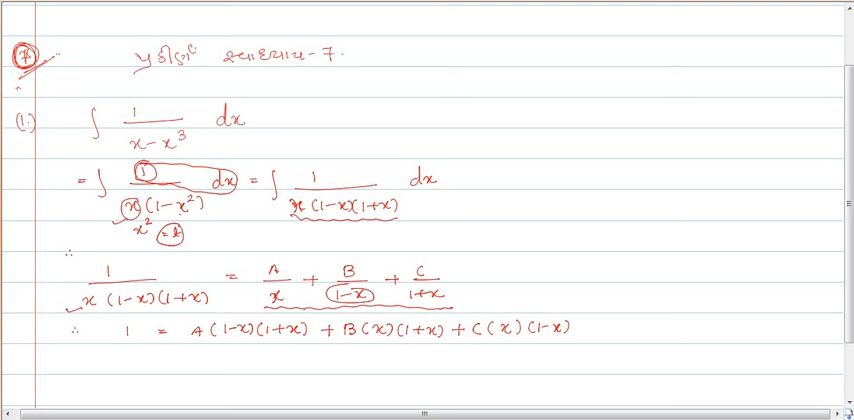 7 પ્રકીર્ણ સ્વાધ્યાય - 7.
(1.) ∫ 1/(x - x³) dx
= ∫ 1/(x(1-x²)) dx = ∫ 1/(x(1-x)(1+x)) dx
x² = t
∴ 1/(x(1-x)(1+x)) = A/x + B/(1-x) + C/(1+x)
∴ 1 = A(1-x)(1+x) + B(x)(1+x) + C(x)(1-x)